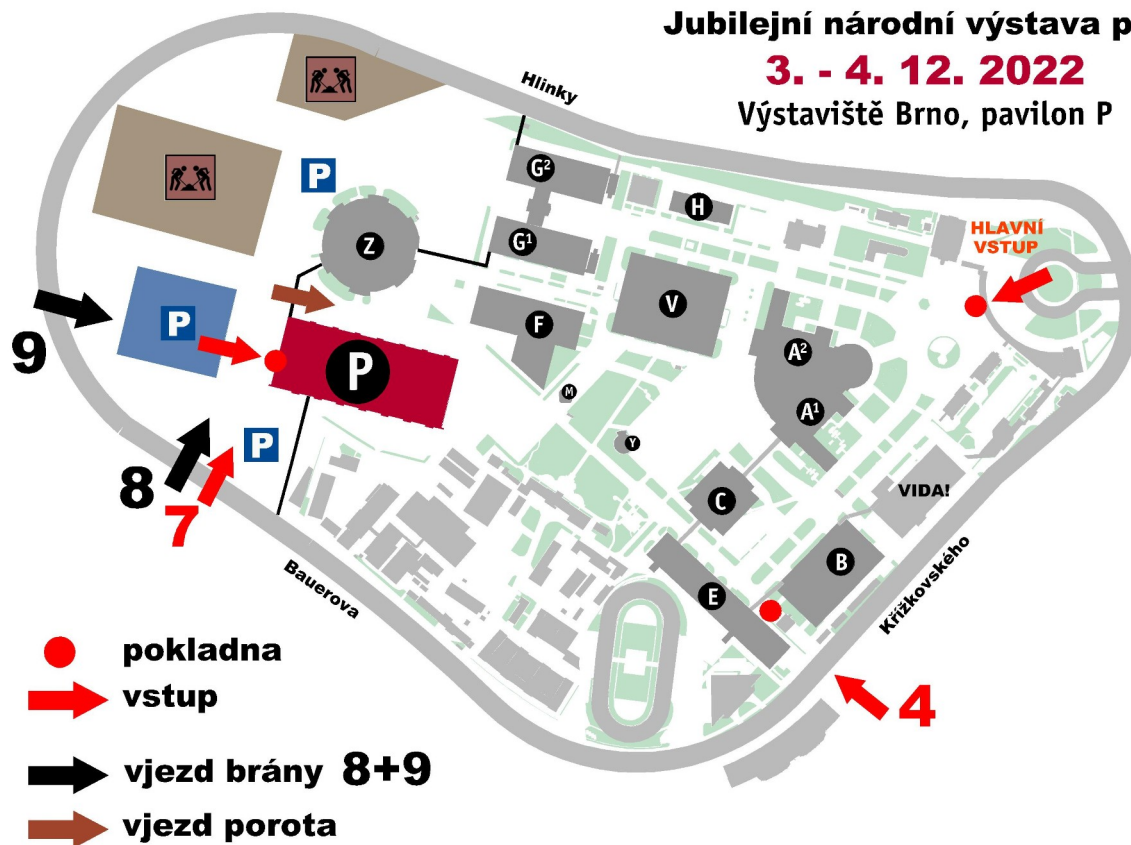 Jubilejní národní výstava p
3. - 4. 12. 2022
Výstaviště Brno, pavilon P
Hlinky
G²
H
P
HLAVNÍ
VSTUP
Z
G¹
V
F
P
9
P
A²
M
A¹
Y
P
8
7
C
VIDA!
B
E
Bauerova
Křížkovského
4
pokladna
vstup
vjezd brány 8+9
vjezd porota